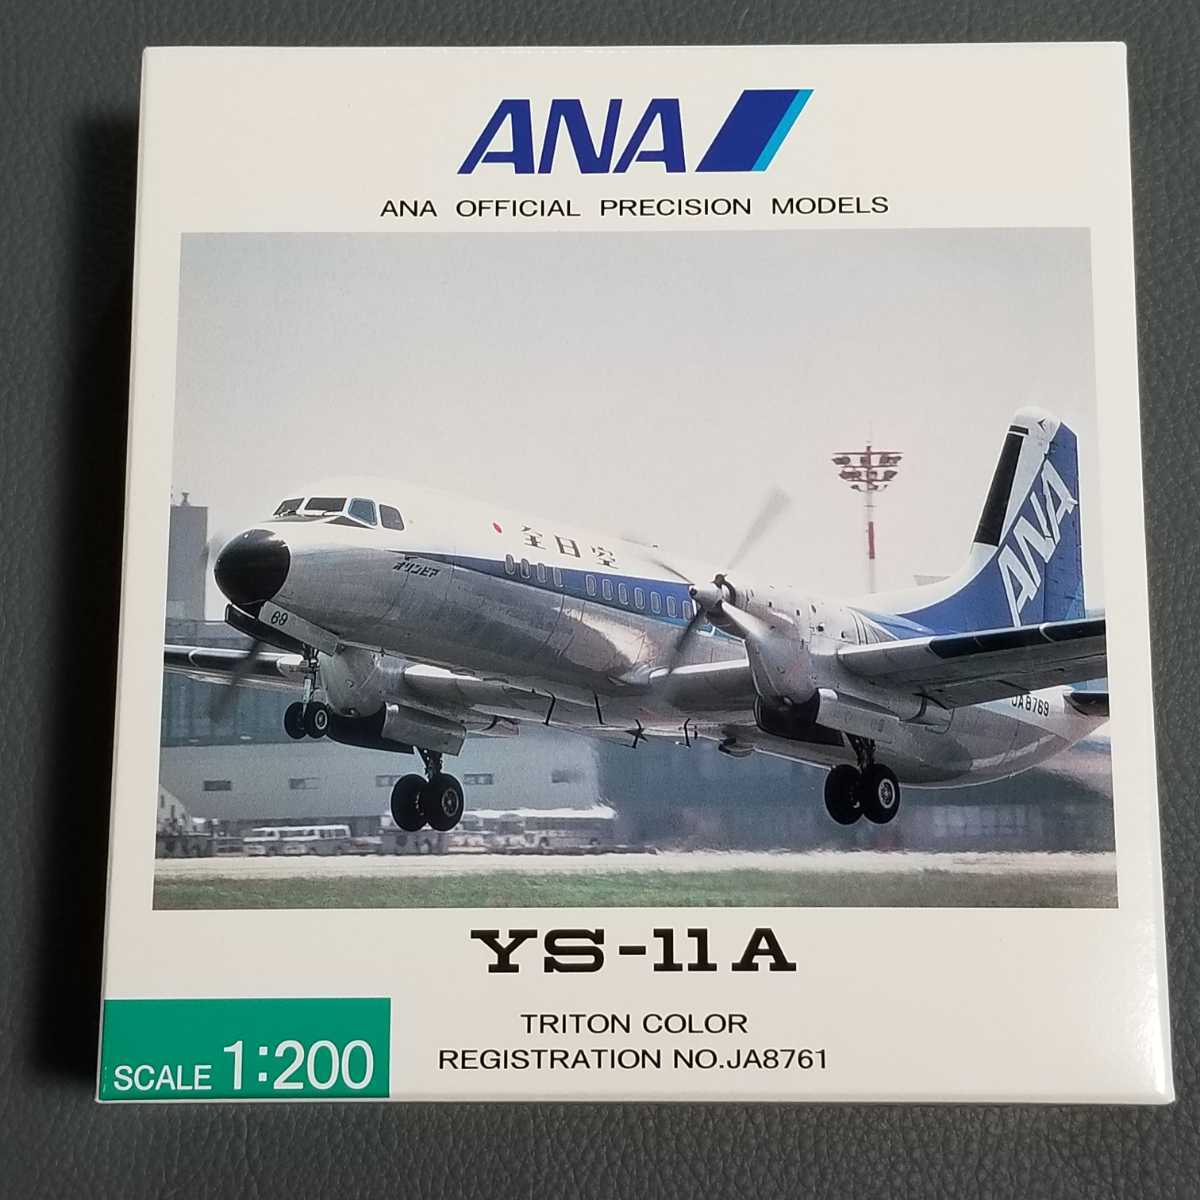 ANA
ANA OFFICIAL PRECISION MODELS
全日空
オリンピア
69
ANA
JA8769
YS-11A
TRITON COLOR
REGISTRATION NO.JA8761
SCALE 1:200